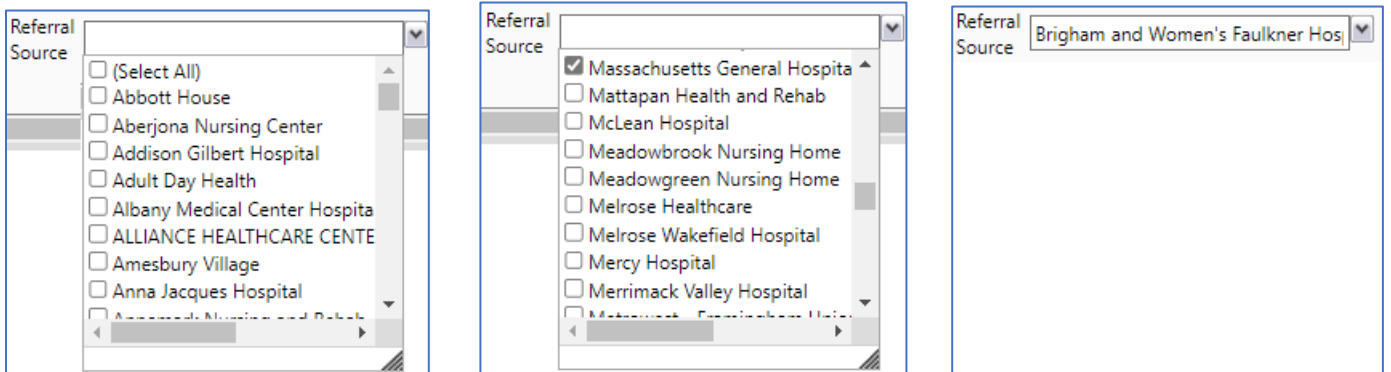 Referral
Source
(Select All)
Abbott House
Aberjona Nursing Center
Addison Gilbert Hospital
Adult Day Health
Albany Medical Center Hospita
ALLIANCE HEALTHCARE CENTE
Amesbury Village
Anna Jacques Hospital
Referral
Source
Massachusetts General Hospita
Mattapan Health and Rehab
McLean Hospital
Meadowbrook Nursing Home
Meadowgreen Nursing Home
Melrose Healthcare
Melrose Wakefield Hospital
Mercy Hospital
Merrimack Valley Hospital
Referral
Source
Brigham and Women's Faulkner Hos